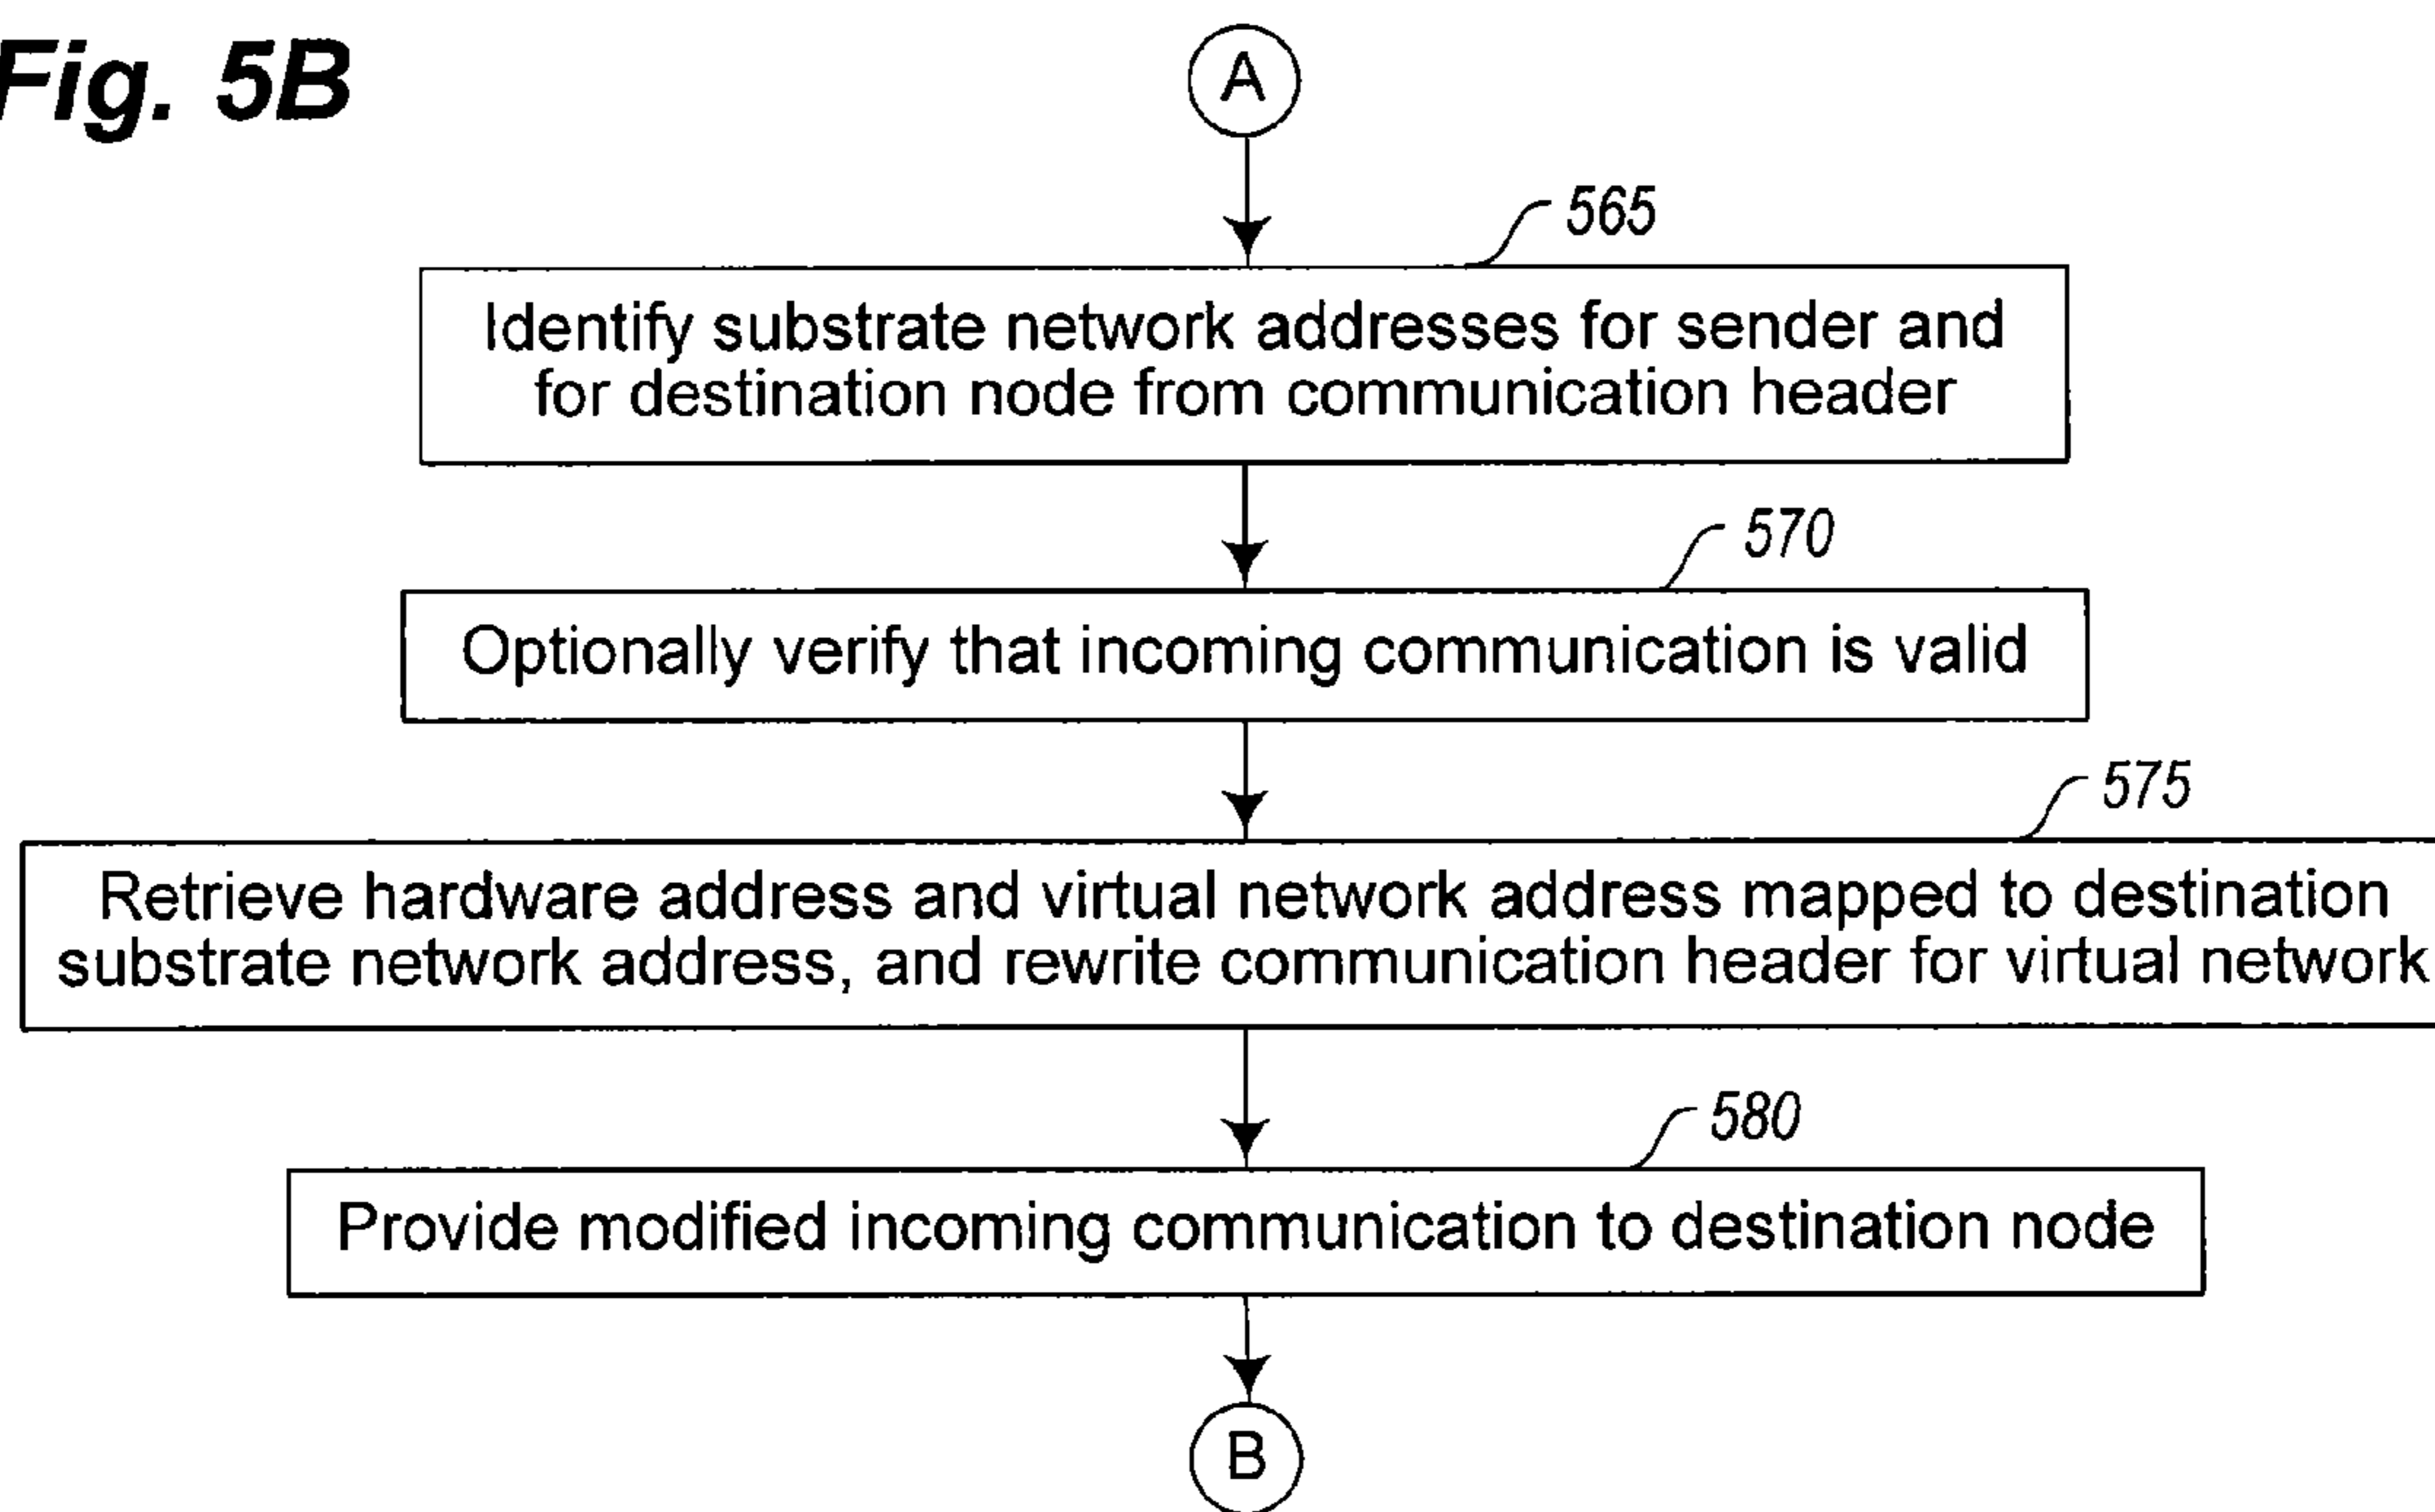 Fig. 5B
A
565
Identify substrate network addresses for sender and
for destination node from communication header
570
Optionally verify that incoming communication is valid
575
Retrieve hardware address and virtual network address mapped to destination
substrate network address, and rewrite communication header for virtual network
580
Provide modified incoming communication to destination node
B